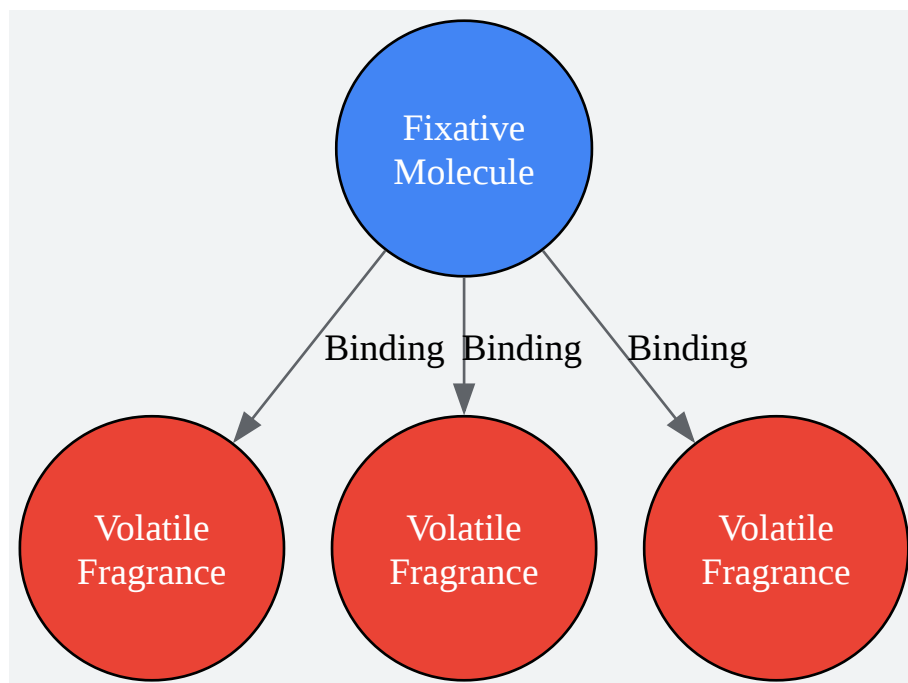 Fixative
Molecule
Binding
Binding
Binding
Volatile
Fragrance
Volatile
Fragrance
Volatile
Fragrance